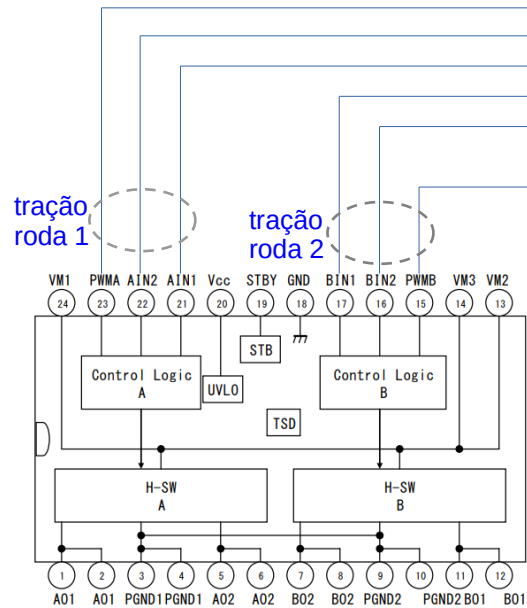 tração
roda 1
tração
roda 2
VM1 PWMA AIN2 AIN1 Vcc STBY GND BIN1 BIN2 PWMB VM3 VM2
24 23 22 21 20 19 18 17 16 15 14 13
STB
Control Logic
A
Control Logic
B
UVLO
TSD
H-SW
A
H-SW
B
1 2 3 4 5 6 7 8 9 10 11 12
AO1 AO1 PGND1 PGND1 AO2 AO2 BO2 BO2 PGND2 PGND2 BO1 BO1